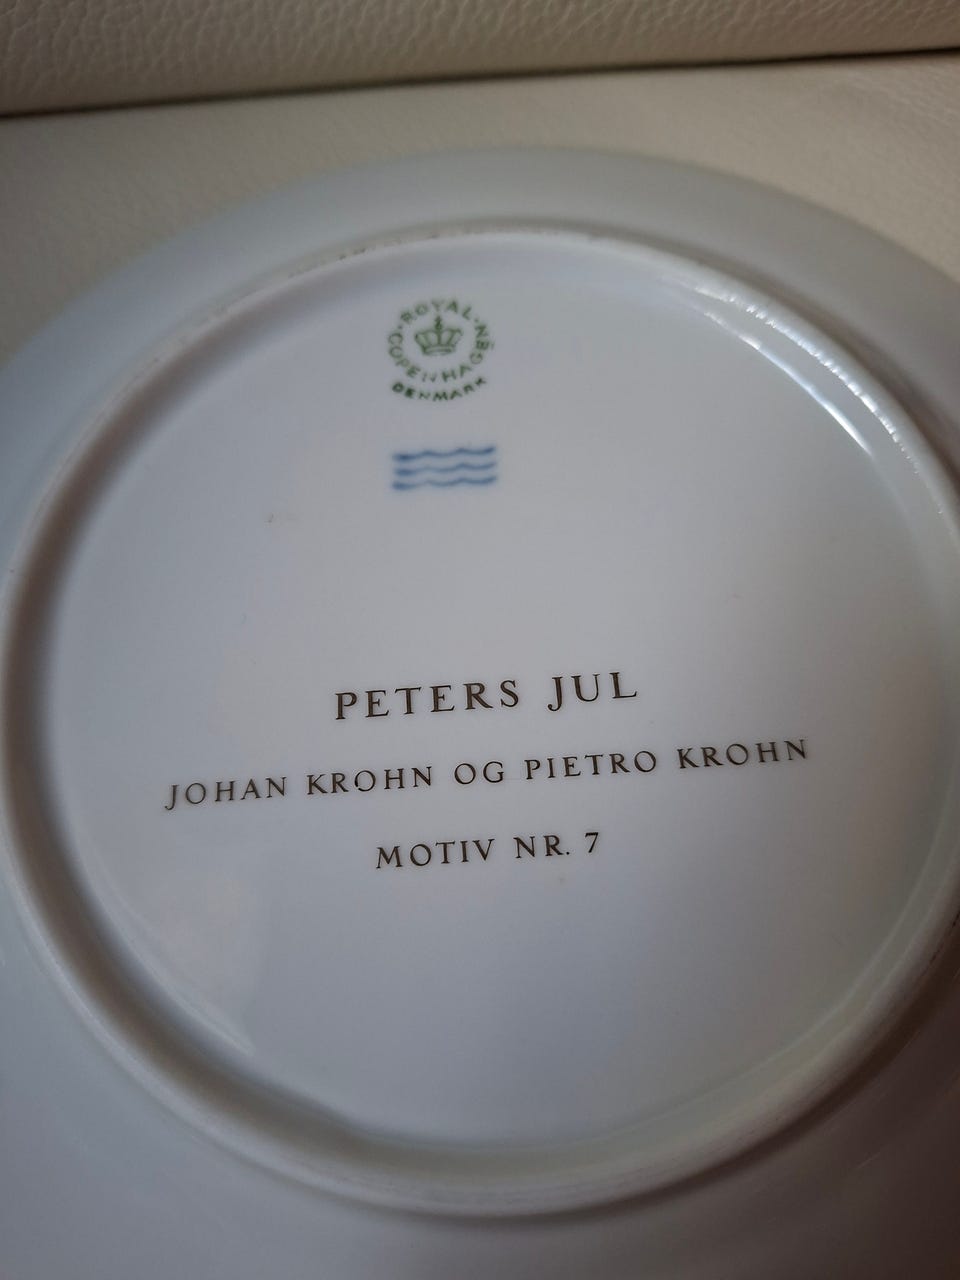 ROYAL COPENHAGEN
DENMARK
PETERS JUL
JOHAN KROHN OG PIETRO KROHN
MOTIV NR. 7